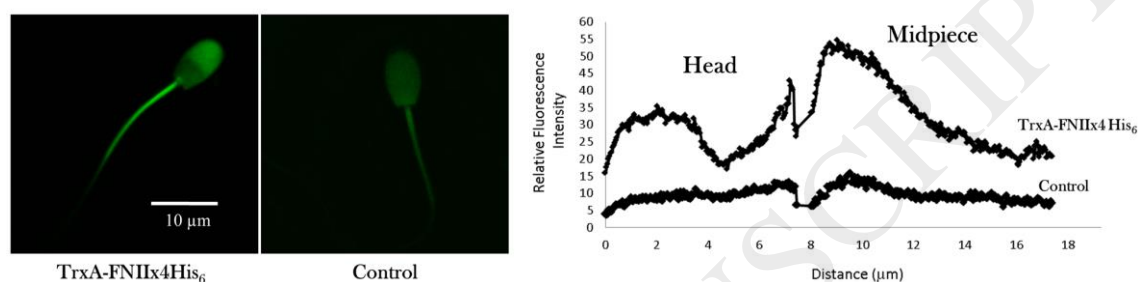 10 µm
TrxA-FNIIx4His₆
Control
Relative Fluorescence
Intensity
60
55
50
45
40
35
30
25
20
15
10
5
0
Head
Midpiece
TrxA-FNIIx4His₆
Control
0 2 4 6 8 10 12 14 16 18
Distance (µm)
SCRIPT